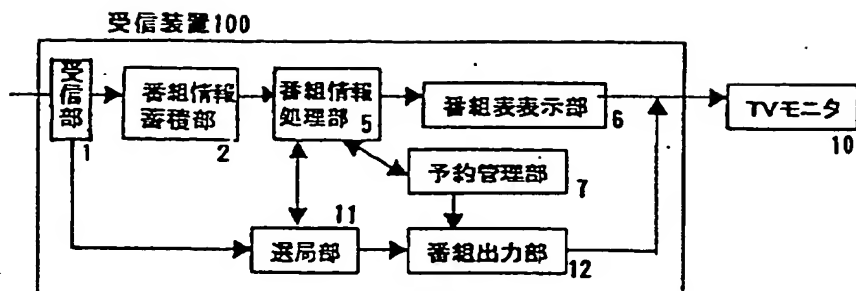 受信装置100
受信部
1
番組情報
蓄積部
2
番組情報
処理部
5
番組表表示部
6
TVモニタ
10
予約管理部
7
選局部
11
番組出力部
12